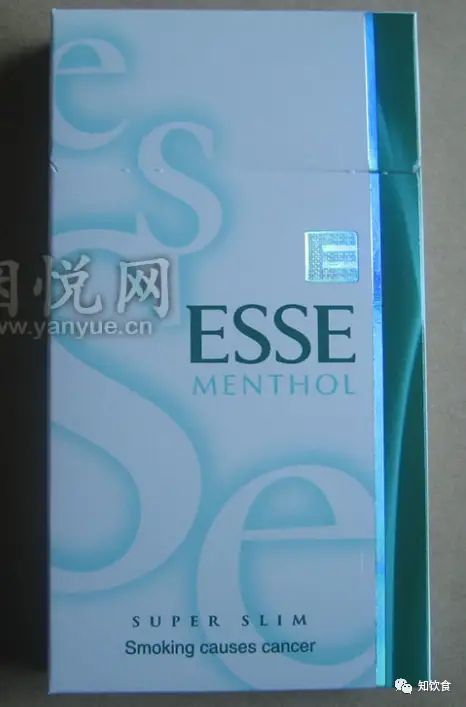 e
s
S
烟悦网
www.yanyue.cn
E
ESSE
MENTHOL
e
SUPER SLIM
Smoking causes cancer
知饮食